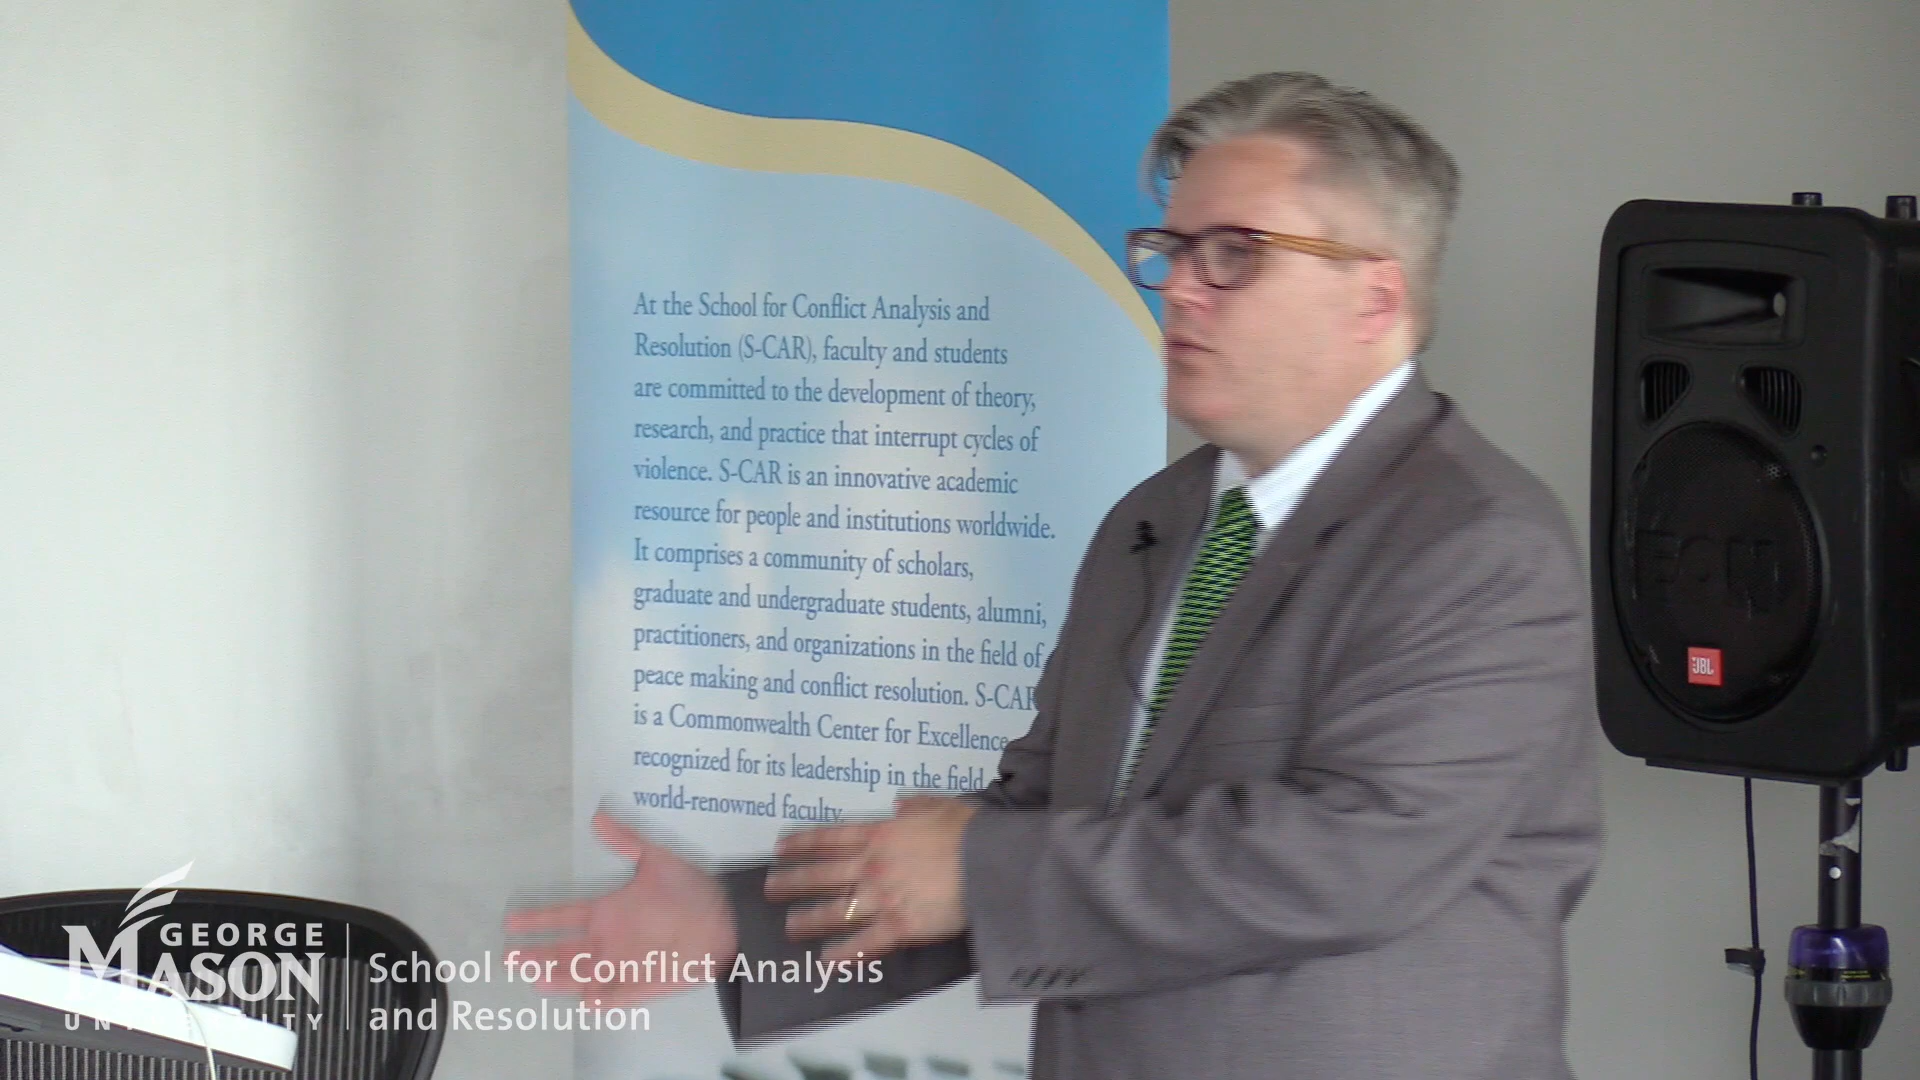 At the School for Conflict Analysis and
Resolution (S-CAR), faculty and students
are committed to the development of theory,
research, and practice that interrupt cycles of
violence. S-CAR is an innovative academic
resource for people and institutions worldwide.
It comprises a community of scholars,
graduate and undergraduate students, alumni,
practitioners, and organizations in the field of
peace making and conflict resolution. S-CAR
is a Commonwealth Center for Excellence
recognized for its leadership in the field
world-renowned faculty.
JBL
GEORGE
MASON
UNIVERSITY
School for Conflict Analysis
and Resolution